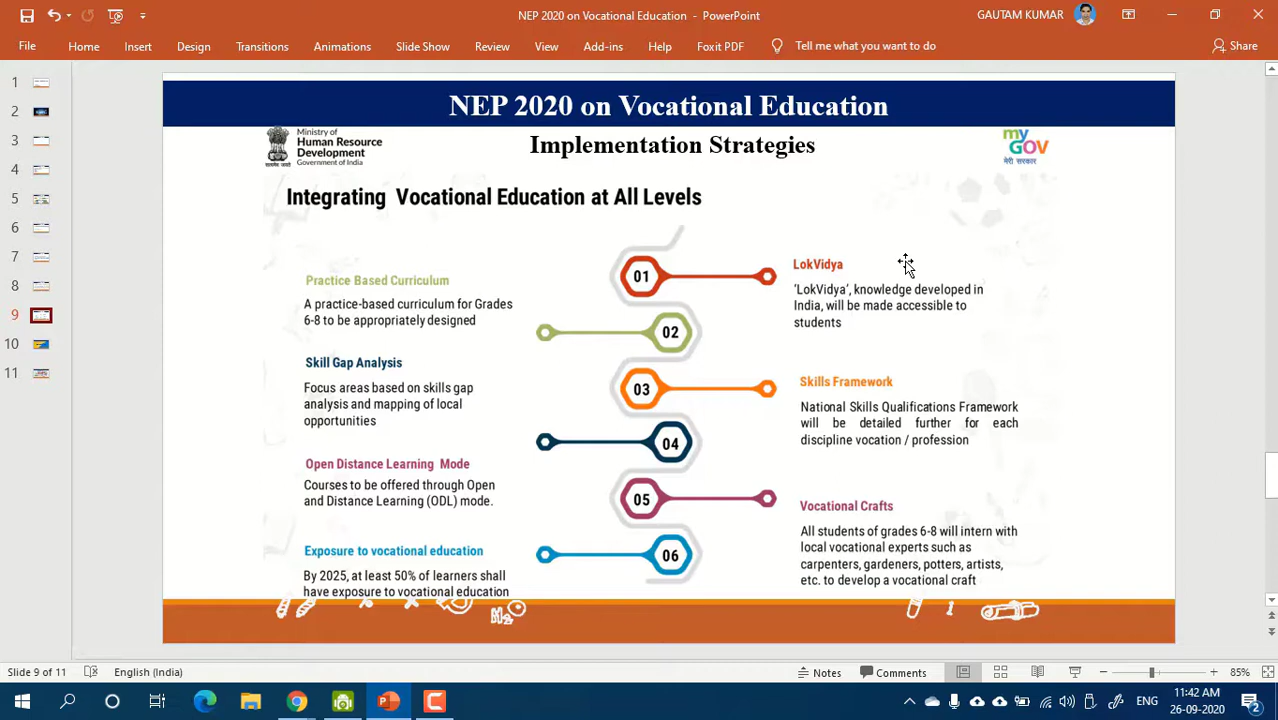 NEP 2020 on Vocational Education - PowerPoint
GAUTAM KUMAR
File Home Insert Design Transitions Animations Slide Show Review View Add-ins Help Foxit PDF Tell me what you want to do Share
1
2
3
4
5
6
7
8
9
10
11
NEP 2020 on Vocational Education
Implementation Strategies
सत्यमेव जयते
Ministry of
Human Resource
Development
Government of India
my
GOV
मेरी सरकार
Integrating Vocational Education at All Levels
01
LokVidya
'LokVidya', knowledge developed in
India, will be made accessible to
students
Practice Based Curriculum
A practice-based curriculum for Grades
6-8 to be appropriately designed
02
03
Skills Framework
National Skills Qualifications Framework
will be detailed further for each
discipline vocation / profession
Skill Gap Analysis
Focus areas based on skills gap
analysis and mapping of local
opportunities
04
05
Vocational Crafts
All students of grades 6-8 will intern with
local vocational experts such as
carpenters, gardeners, potters, artists,
etc. to develop a vocational craft
Open Distance Learning Mode
Courses to be offered through Open
and Distance Learning (ODL) mode.
06
Exposure to vocational education
By 2025, at least 50% of learners shall
have exposure to vocational education
H2
Slide 9 of 11 English (India) Notes Comments 85%
ENG
11:42 AM
26-09-2020
2